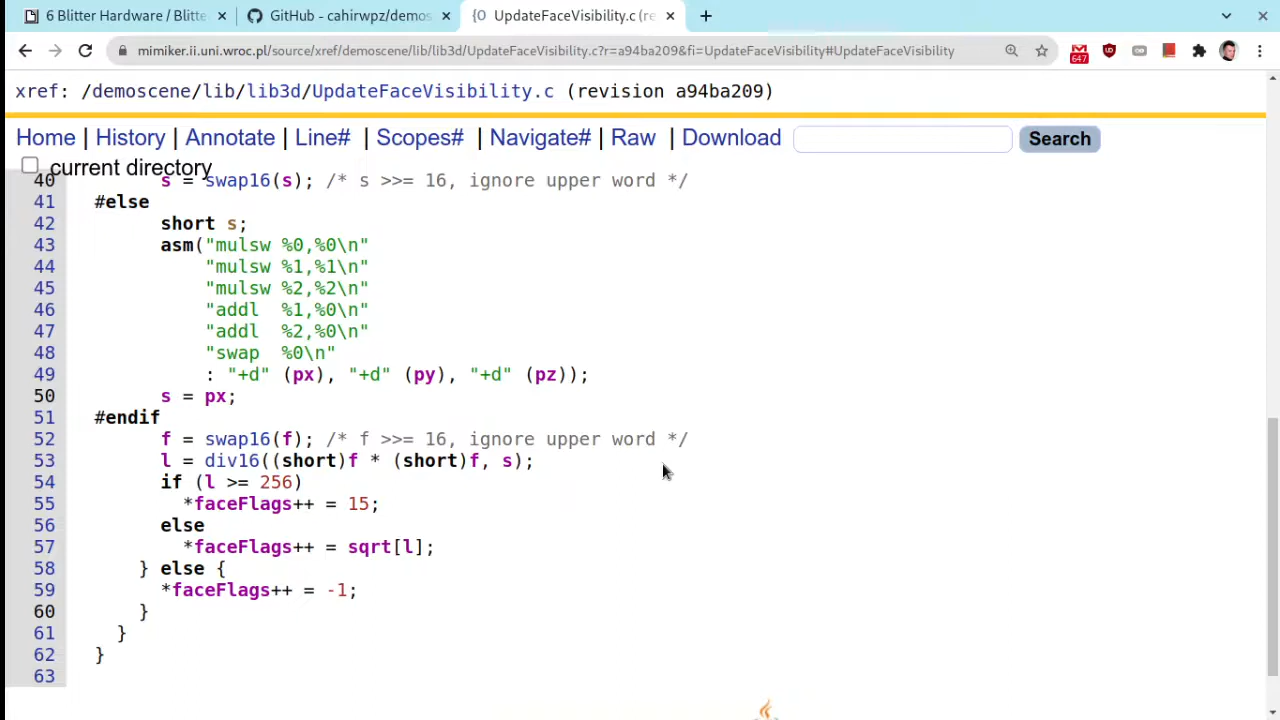 6 Blitter Hardware / Blitte
GitHub - cahirwpz/demos
{O UpdateFaceVisibility.c (re
mimiker.ii.uni.wroc.pl/source/xref/demoscene/lib/lib3d/UpdateFaceVisibility.c?r=a94ba209&fi=UpdateFaceVisibility#UpdateFaceVisibility
647
xref: /demoscene/lib/lib3d/UpdateFaceVisibility.c (revision a94ba209)
Home | History | Annotate | Line# | Scopes# | Navigate# | Raw | Download Search
current directory
40 s = swap16(s); /* s >>= 16, ignore upper word */
41 #else
42 short s;
43 asm("mulsw %0,%0\n"
44 "mulsw %1,%1\n"
45 "mulsw %2,%2\n"
46 "addl %1,%0\n"
47 "addl %2,%0\n"
48 "swap %0\n"
49 : "+d" (px), "+d" (py), "+d" (pz));
50 s = px;
51 #endif
52 f = swap16(f); /* f >>= 16, ignore upper word */
53 l = div16((short)f * (short)f, s);
54 if (l >= 256)
55 *faceFlags++ = 15;
56 else
57 *faceFlags++ = sqrt[l];
58 } else {
59 *faceFlags++ = -1;
60 }
61 }
62 }
63